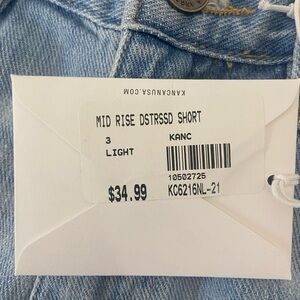 KANCANUSA.COM
MID RISE DSTRSSD SHORT
3 KANC
LIGHT
10502725
$34.99 KC6216NL-21